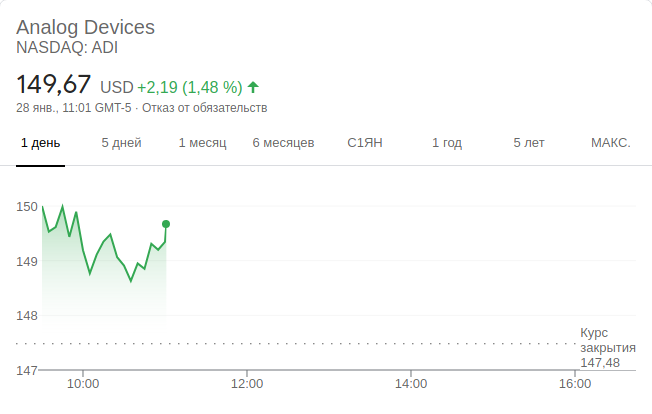 Analog Devices
NASDAQ: ADI
149,67 USD +2,19 (1,48 %)
28 янв., 11:01 GMT-5 · Отказ от обязательств
1 день 5 дней 1 месяц 6 месяцев С1ЯН 1 год 5 лет МАКС.
150
149
148
Курс
закрытия
147,48
147
10:00 12:00 14:00 16:00